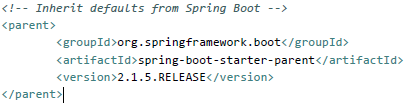 <!-- Inherit defaults from Spring Boot -->
<parent>
        <groupId>org.springframework.boot</groupId>
        <artifactId>spring-boot-starter-parent</artifactId>
        <version>2.1.5.RELEASE</version>
</parent>